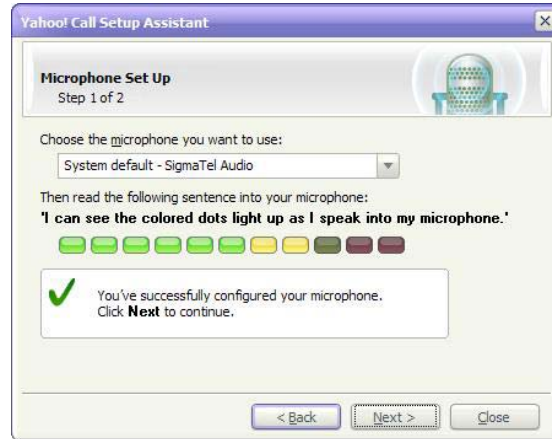 Yahoo! Call Setup Assistant
Microphone Set Up
Step 1 of 2
Choose the microphone you want to use:
System default - SigmaTel Audio
Then read the following sentence into your microphone:
'I can see the colored dots light up as I speak into my microphone.'
You've successfully configured your microphone.
Click Next to continue.
< Back Next > Close